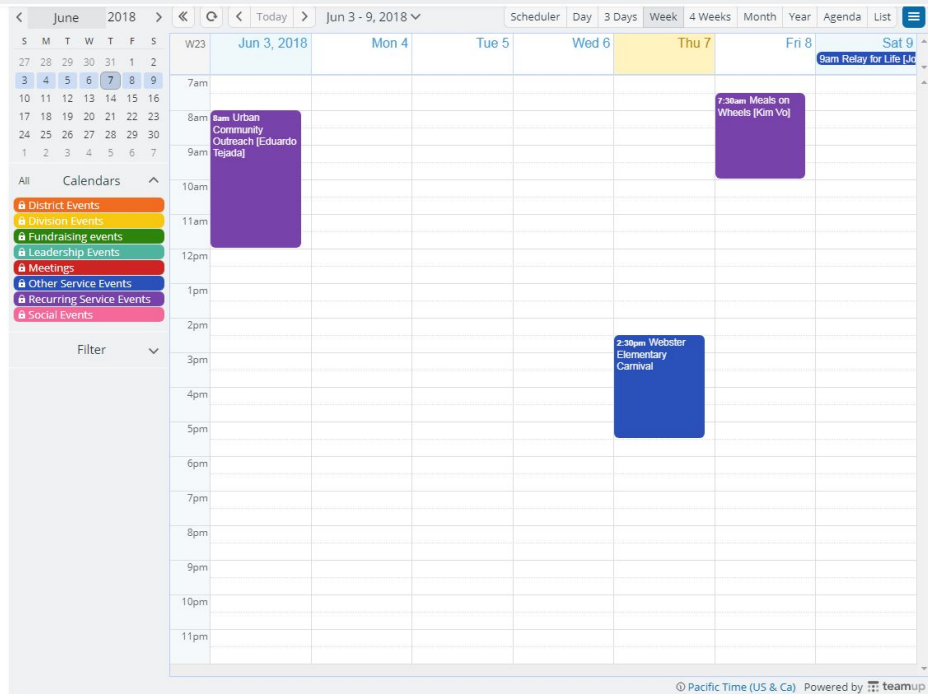 June 2018
S M T W T F S
27 28 29 30 31 1 2
3 4 5 6 7 8 9
10 11 12 13 14 15 16
17 18 19 20 21 22 23
24 25 26 27 28 29 30
1 2 3 4 5 6 7
All Calendars
District Events
Division Events
Fundraising events
Leadership Events
Meetings
Other Service Events
Recurring Service Events
Social Events
Filter
Today Jun 3 - 9, 2018
Scheduler Day 3 Days Week 4 Weeks Month Year Agenda List
W23 Jun 3, 2018 Mon 4 Tue 5 Wed 6 Thu 7 Fri 8 Sat 9
9am Relay for Life [Jo
7am
8am
9am
10am
11am
12pm
1pm
2pm
3pm
4pm
5pm
6pm
7pm
8pm
9pm
10pm
11pm
8am Urban
Community
Outreach [Eduardo
Tejada]
2:30pm Webster
Elementary
Carnival
7:30am Meals on
Wheels [Kim Vo]
Pacific Time (US & Ca) Powered by teamup